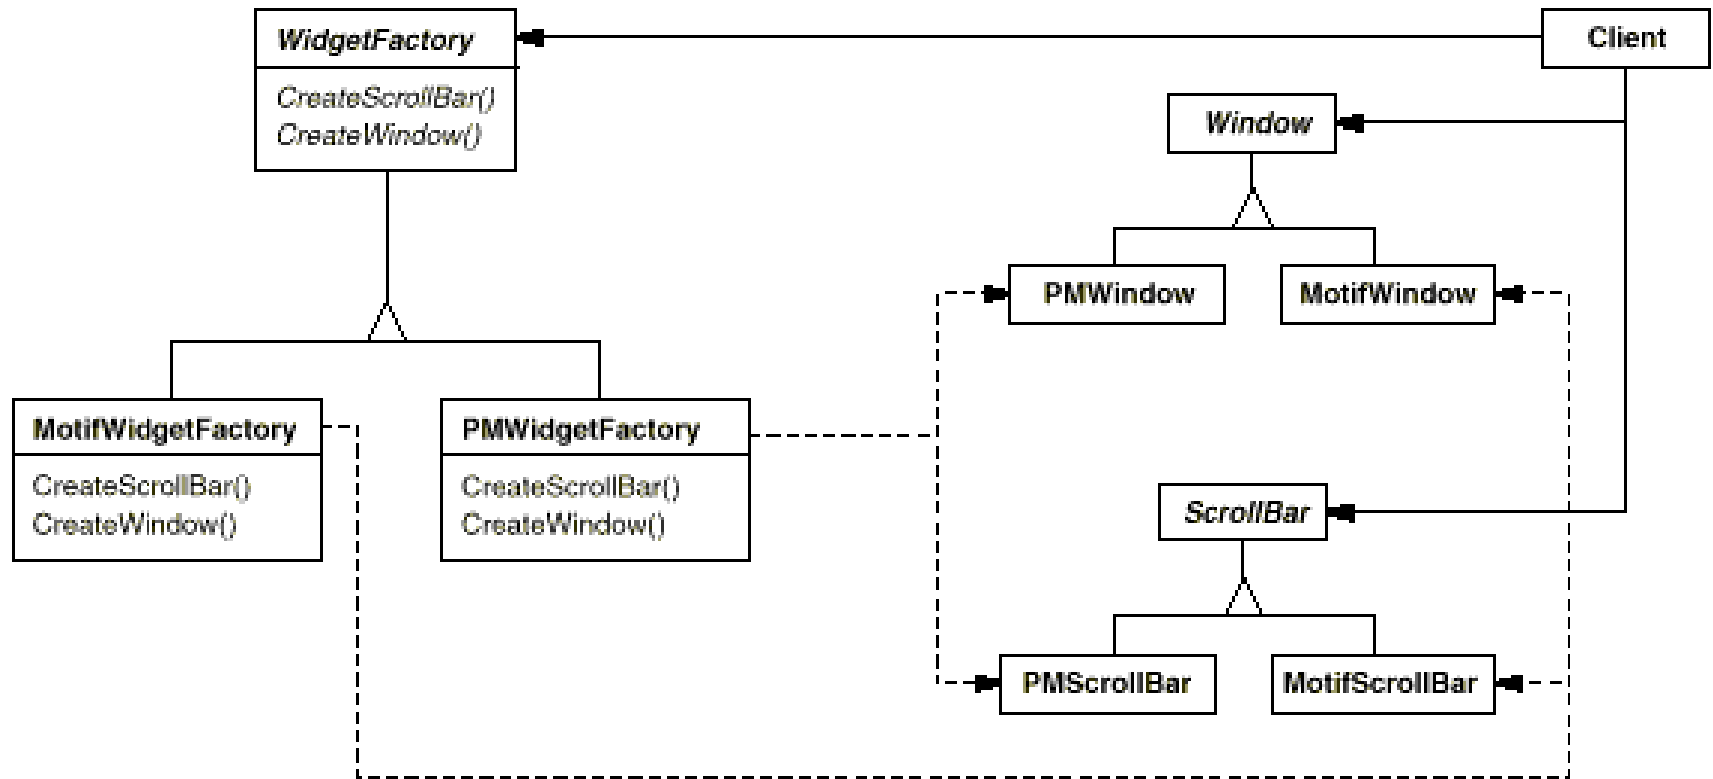 WidgetFactory
CreateScrollBar()
CreateWindow()
Client
Window
PMWindow
MotifWindow
MotifWidgetFactory
CreateScrollBar()
CreateWindow()
PMWidgetFactory
CreateScrollBar()
CreateWindow()
ScrollBar
PMScrollBar
MotifScrollBar